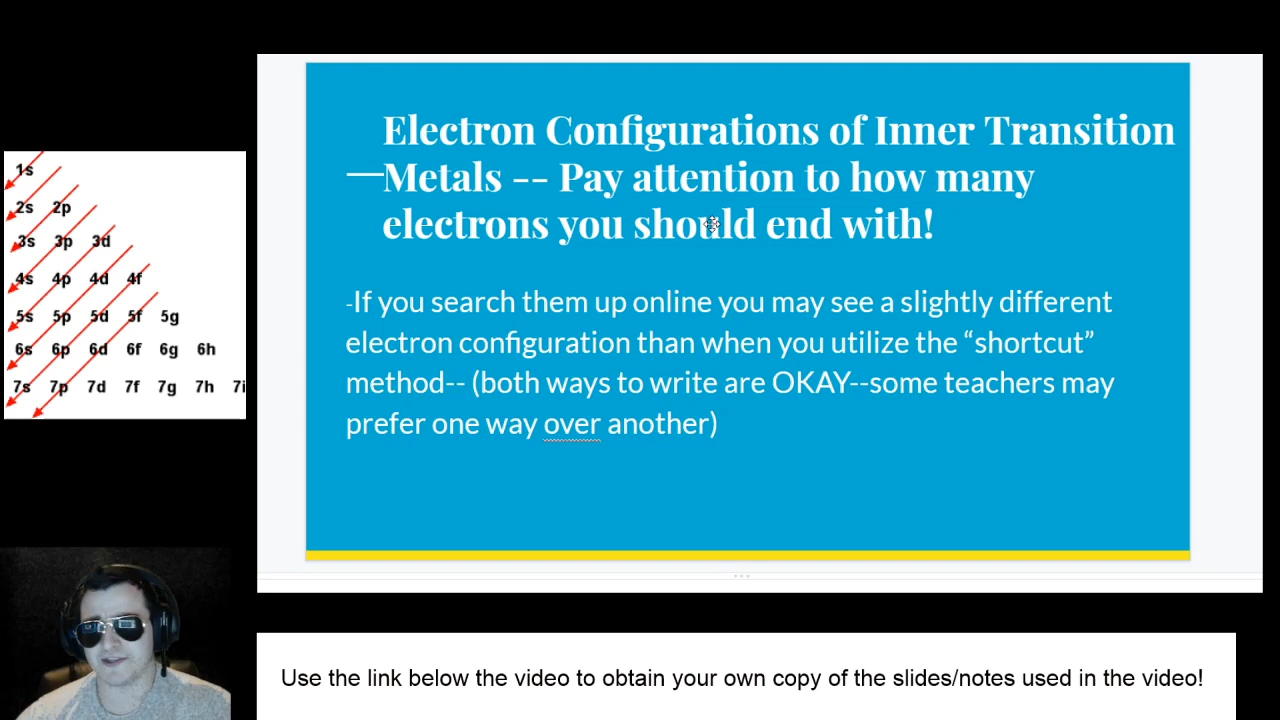 1s
2s 2p
3s 3p 3d
4s 4p 4d 4f
5s 5p 5d 5f 5g
6s 6p 6d 6f 6g 6h
7s 7p 7d 7f 7g 7h 7i
Electron Configurations of Inner Transition
Metals -- Pay attention to how many
electrons you should end with!
-If you search them up online you may see a slightly different
electron configuration than when you utilize the “shortcut”
method-- (both ways to write are OKAY--some teachers may
prefer one way over another)
Use the link below the video to obtain your own copy of the slides/notes used in the video!